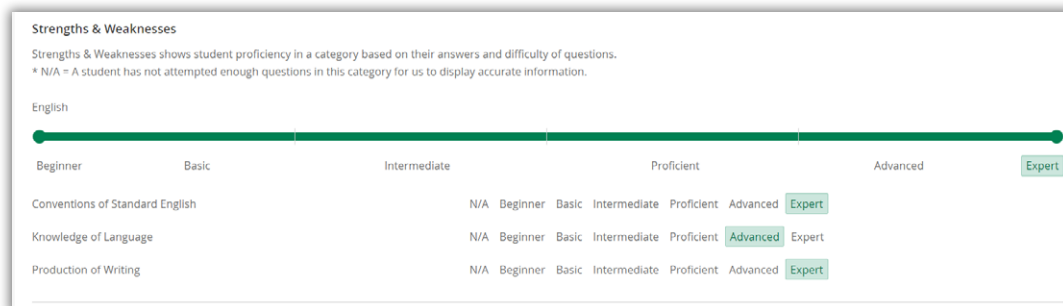 Strengths & Weaknesses
Strengths & Weaknesses shows student proficiency in a category based on their answers and difficulty of questions.
* N/A = A student has not attempted enough questions in this category for us to display accurate information.
English
Beginner Basic Intermediate Proficient Advanced Expert
Conventions of Standard English N/A Beginner Basic Intermediate Proficient Advanced Expert
Knowledge of Language N/A Beginner Basic Intermediate Proficient Advanced Expert
Production of Writing N/A Beginner Basic Intermediate Proficient Advanced Expert